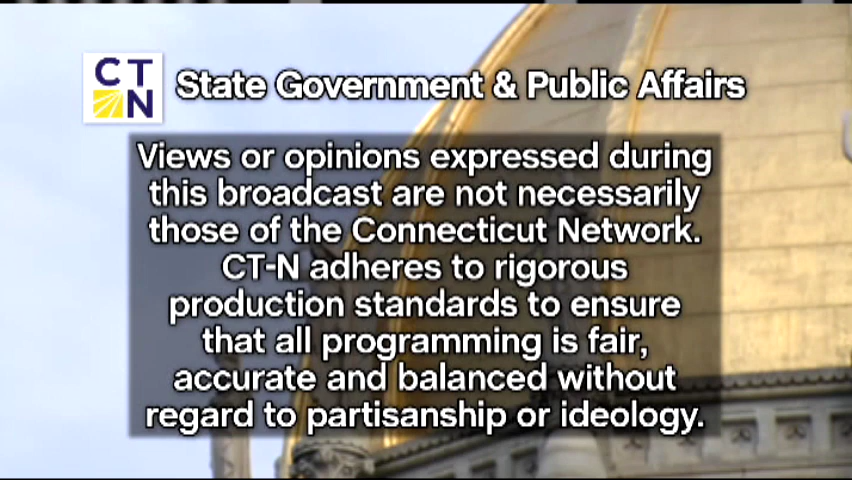 CT
N
State Government & Public Affairs
Views or opinions expressed during
this broadcast are not necessarily
those of the Connecticut Network.
CT-N adheres to rigorous
production standards to ensure
that all programming is fair,
accurate and balanced without
regard to partisanship or ideology.